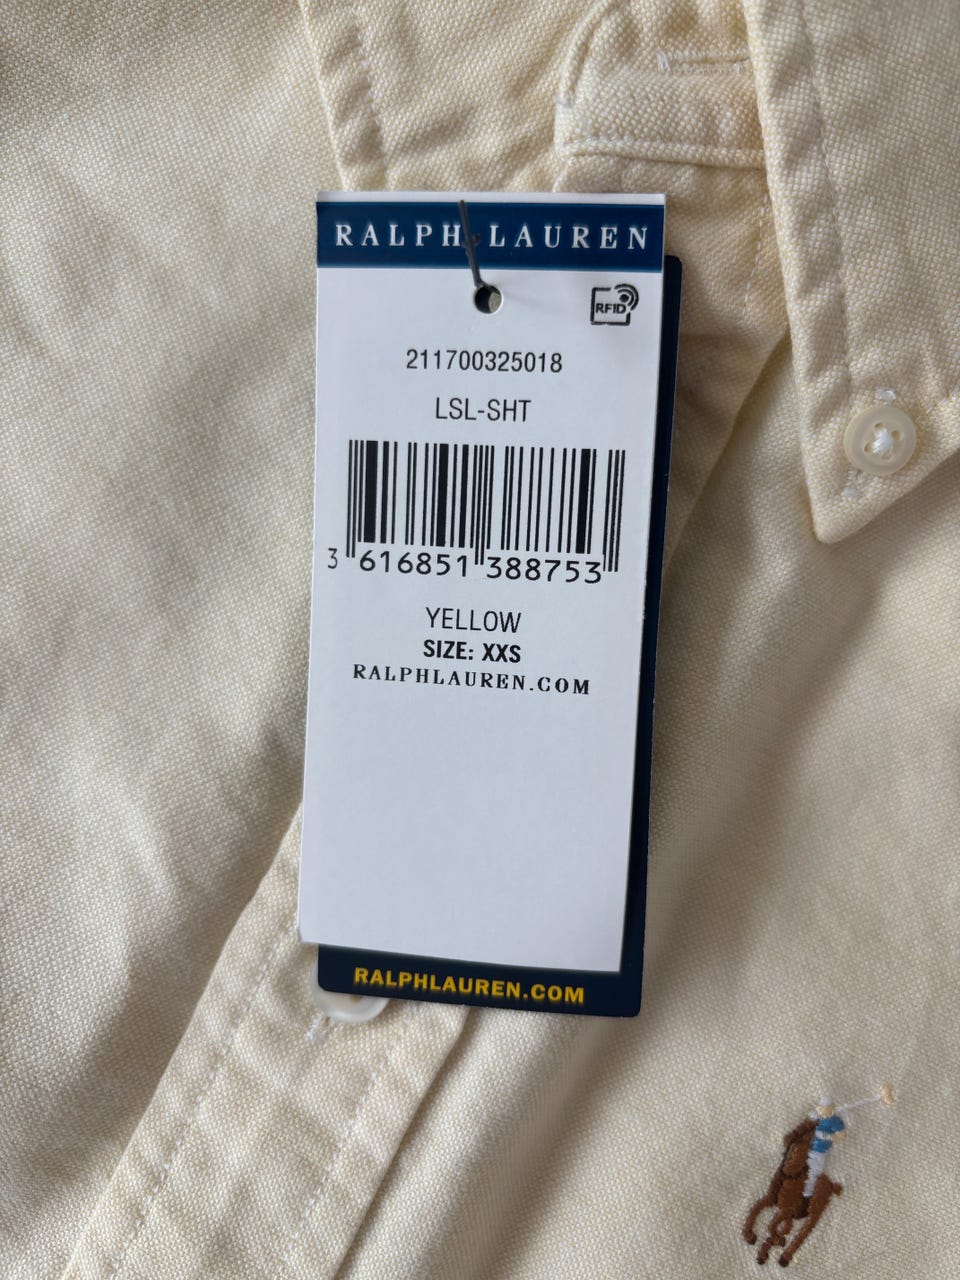 RALPH LAUREN
RFID
211700325018
LSL-SHT
3 616851 388753
YELLOW
SIZE: XXS
RALPHLAUREN.COM
RALPHLAUREN.COM